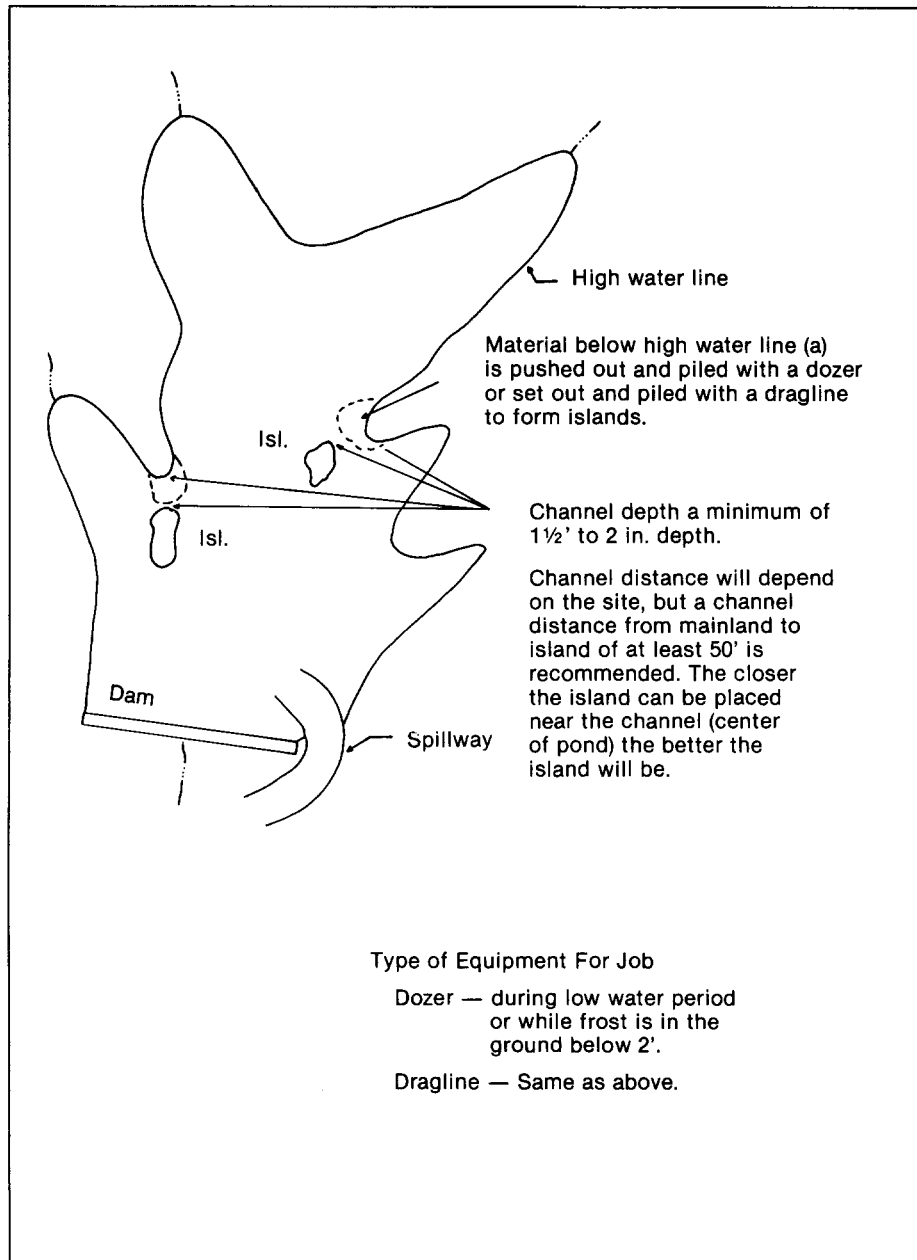 High water line
Material below high water line (a)
is pushed out and piled with a dozer
or set out and piled with a dragline
to form islands.
Isl.
Isl.
Channel depth a minimum of
1½' to 2 in. depth.
Channel distance will depend
on the site, but a channel
distance from mainland to
island of at least 50' is
recommended. The closer
the island can be placed
near the channel (center
of pond) the better the
island will be.
Dam
Spillway
Type of Equipment For Job
Dozer — during low water period
or while frost is in the
ground below 2'.
Dragline — Same as above.